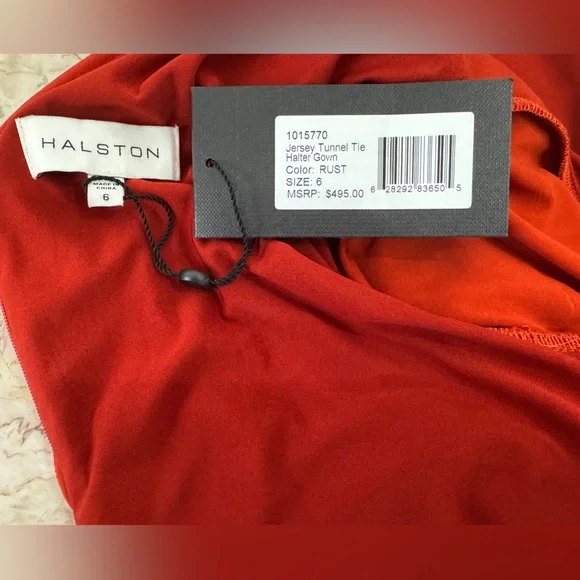 HALSTON
MADE IN
CHINA
6
1015770
Jersey Tunnel Tie
Halter Gown
Color: RUST
SIZE: 6
MSRP: $495.00
6 28292 83650 5